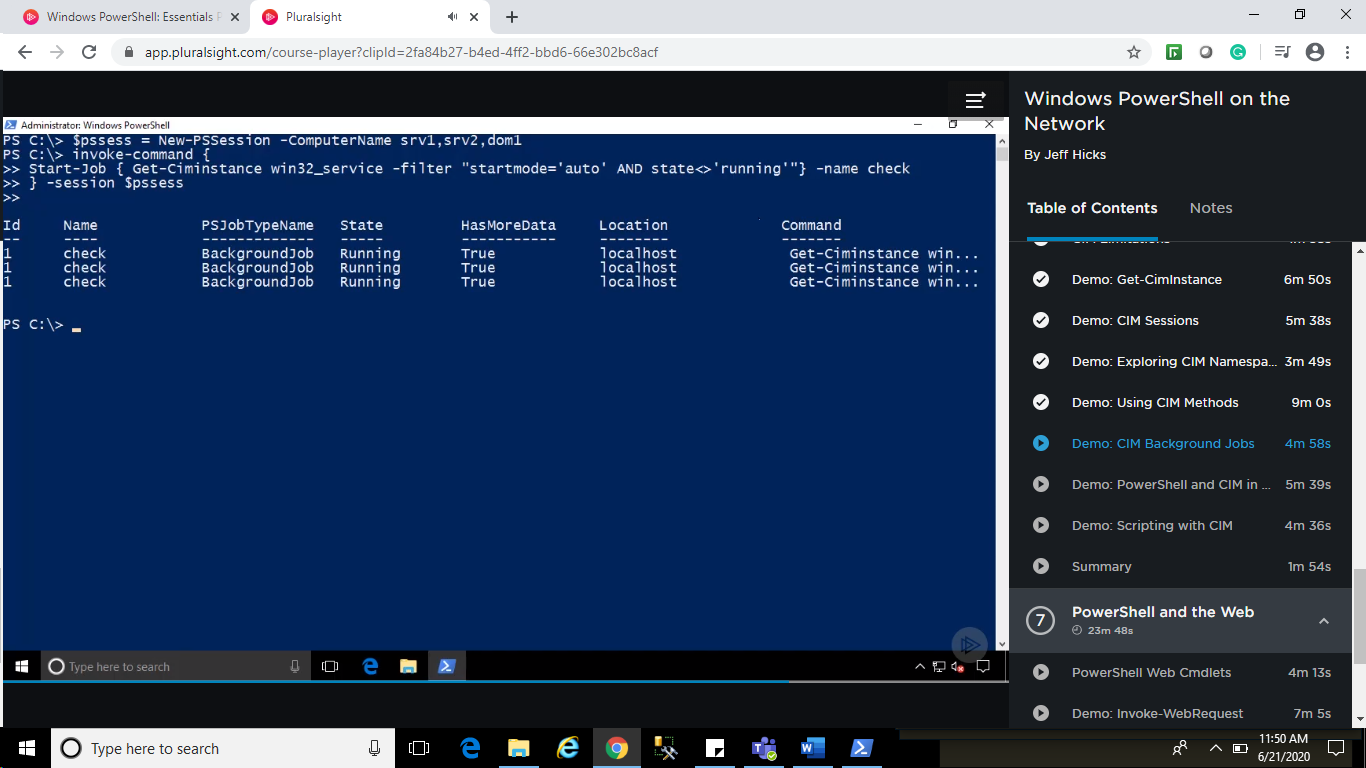 Windows PowerShell: Essentials P
Pluralsight
app.pluralsight.com/course-player?clipId=2fa84b27-b4ed-4ff2-bbd6-66e302bc8acf
Administrator: Windows PowerShell
PS C:\> $pssess = New-PSSession -ComputerName srv1,srv2,dom1
PS C:\> invoke-command {
>> Start-Job { Get-Ciminstance win32_service -filter "startmode='auto' AND state<>'running'"} -name check
>> } -session $pssess
>>
Id Name PSJobTypeName State HasMoreData Location Command
-- ---- ------------- ----- ----------- -------- -------
1 check BackgroundJob Running True localhost Get-Ciminstance win...
1 check BackgroundJob Running True localhost Get-Ciminstance win...
1 check BackgroundJob Running True localhost Get-Ciminstance win...
PS C:\> _
Type here to search
Windows PowerShell on the
Network
By Jeff Hicks
Table of Contents Notes
Demo: Get-CimInstance 6m 50s
Demo: CIM Sessions 5m 38s
Demo: Exploring CIM Namespa... 3m 49s
Demo: Using CIM Methods 9m 0s
Demo: CIM Background Jobs 4m 58s
Demo: PowerShell and CIM in ... 5m 39s
Demo: Scripting with CIM 4m 36s
Summary 1m 54s
7 PowerShell and the Web
23m 48s
PowerShell Web Cmdlets 4m 13s
Demo: Invoke-WebRequest 7m 5s
Type here to search
11:50 AM
6/21/2020